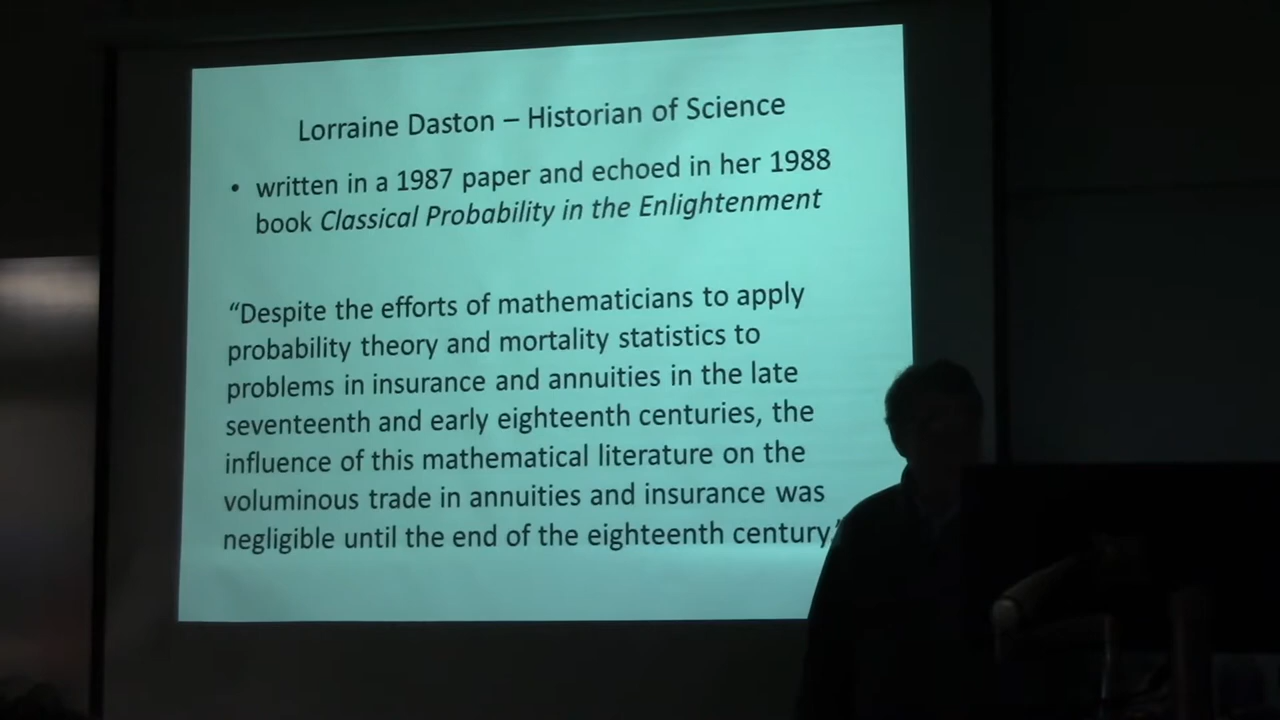 Lorraine Daston – Historian of Science
• written in a 1987 paper and echoed in her 1988
book Classical Probability in the Enlightenment
“Despite the efforts of mathematicians to apply
probability theory and mortality statistics to
problems in insurance and annuities in the late
seventeenth and early eighteenth centuries, the
influence of this mathematical literature on the
voluminous trade in annuities and insurance was
negligible until the end of the eighteenth century.”